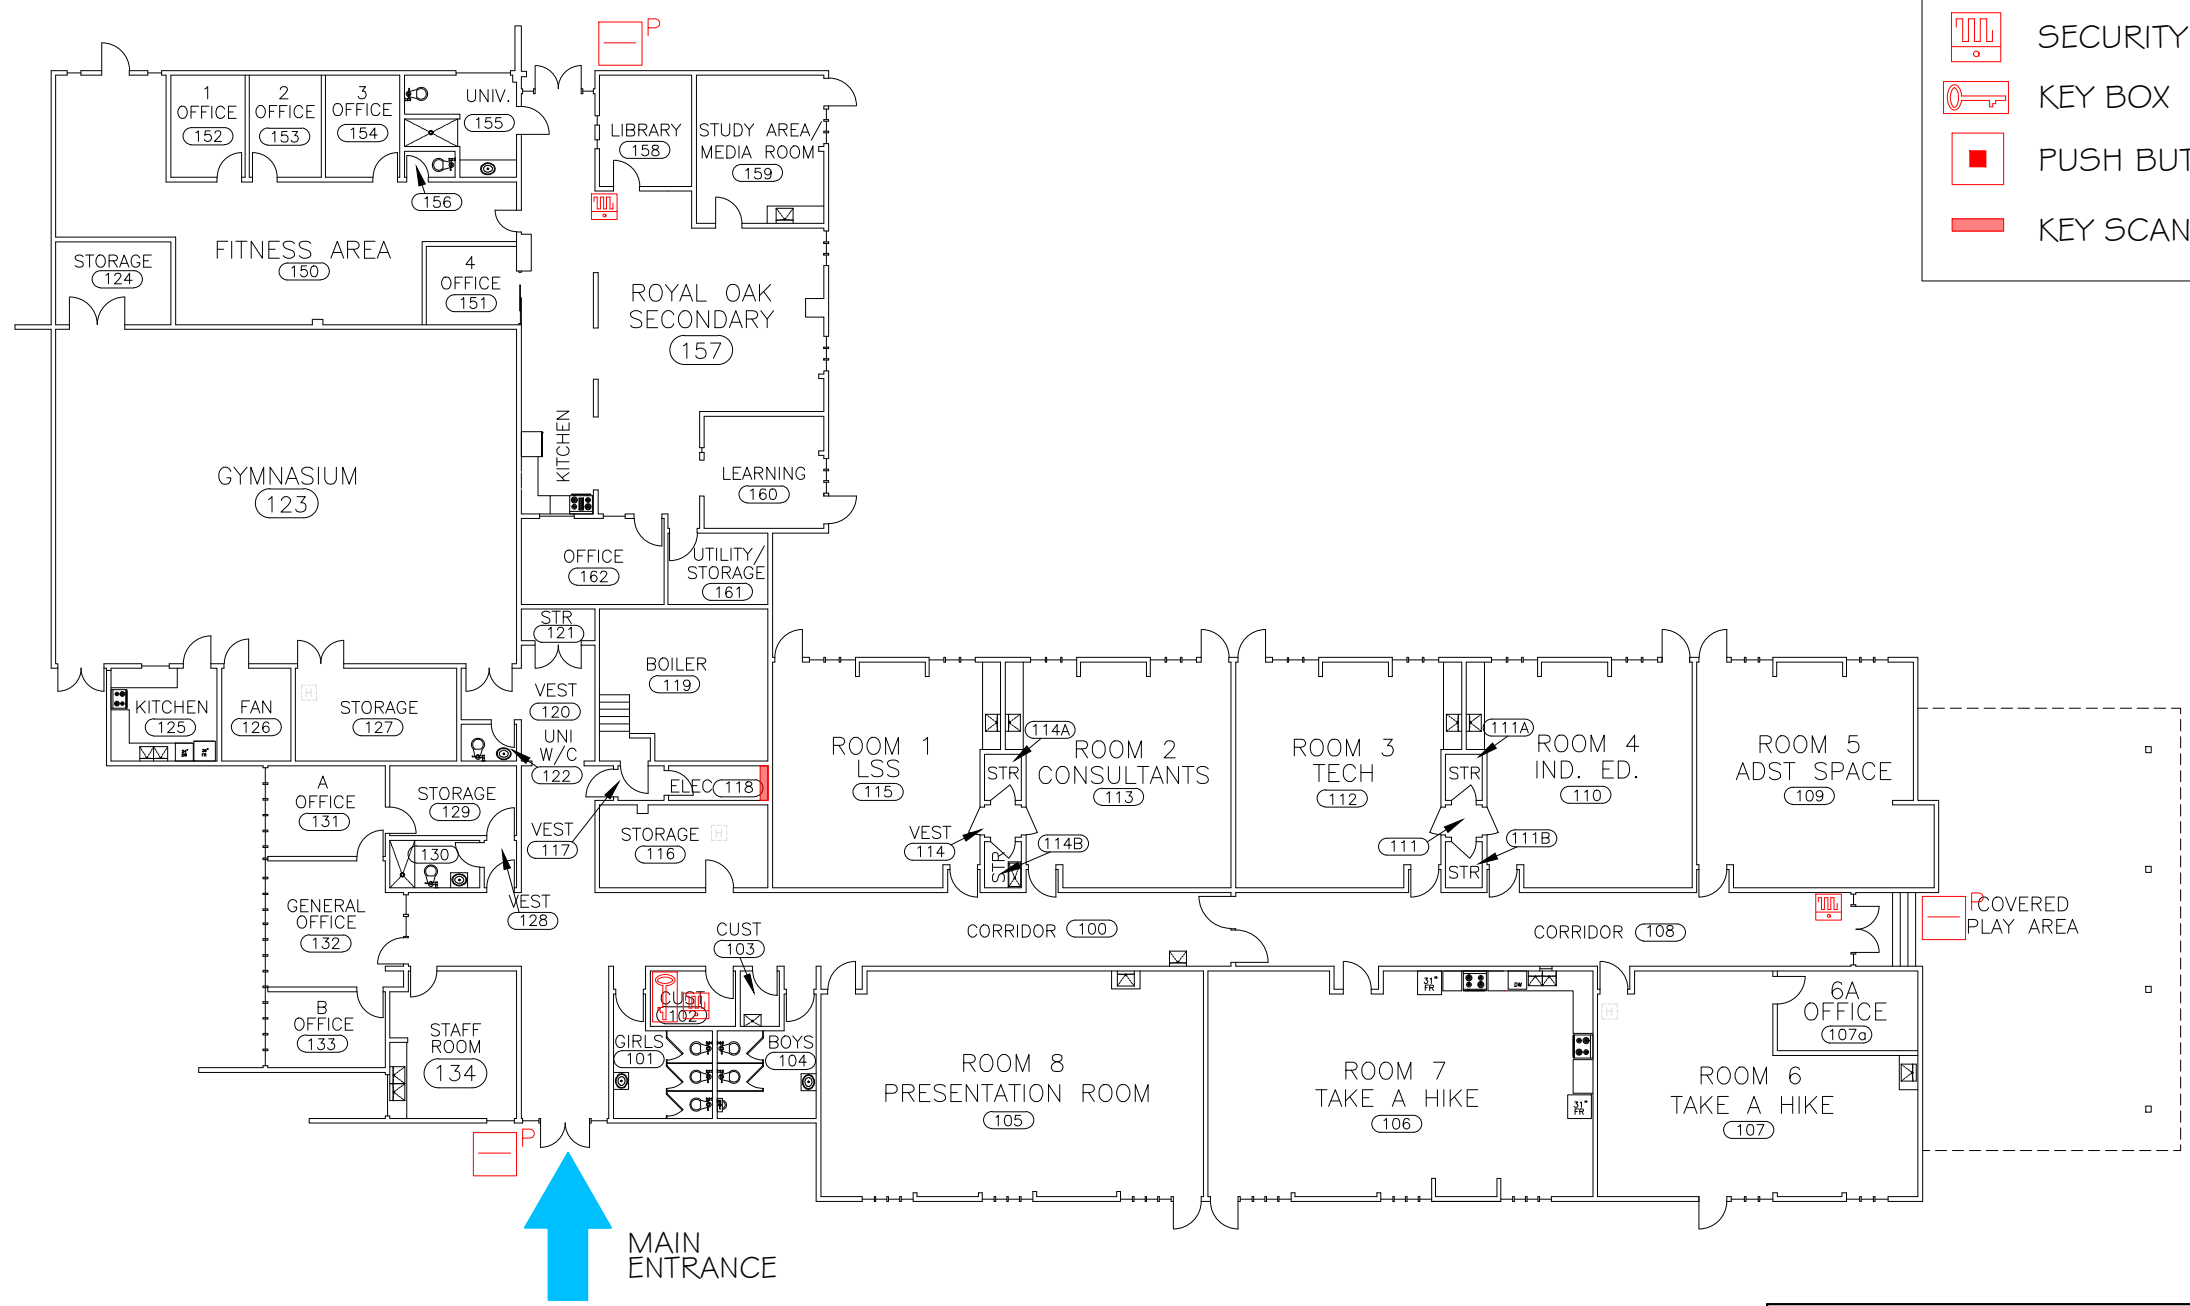 P
SECURITY
KEY BOX
PUSH BUT
KEY SCAN
1
OFFICE
152
2
OFFICE
153
3
OFFICE
154
UNIV.
155
156
LIBRARY
158
STUDY AREA/
MEDIA ROOM
159
FITNESS AREA
150
STORAGE
124
4
OFFICE
151
ROYAL OAK
SECONDARY
157
KITCHEN
GYMNASIUM
123
LEARNING
160
OFFICE
162
UTILITY/
STORAGE
161
STR
121
BOILER
119
KITCHEN
125
FAN
126
H
STORAGE
127
VEST
120
UNI
W/C
122
ROOM 1
LSS
115
114A
STR
ROOM 2
CONSULTANTS
113
ROOM 3
TECH
112
111A
STR
ROOM 4
IND. ED.
110
ROOM 5
ADST SPACE
109
A
OFFICE
131
STORAGE
129
ELEC
118
VEST
117
STORAGE
116
H
VEST
114
114B
STR
111
111B
STR
130
VEST
128
GENERAL
OFFICE
132
CUST
103
CORRIDOR 100
CORRIDOR 108
P
COVERED
PLAY AREA
B
OFFICE
133
STAFF
ROOM
134
CUST
102
GIRLS
101
BOYS
104
ROOM 8
PRESENTATION ROOM
105
31"
FR
DW
ROOM 7
TAKE A HIKE
106
31"
FR
H
6A
OFFICE
107a
ROOM 6
TAKE A HIKE
107
P
MAIN
ENTRANCE